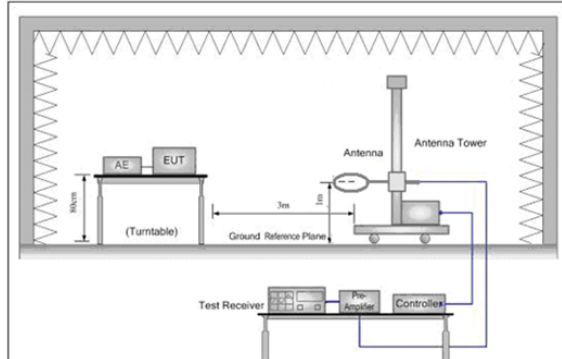 Antenna
Antenna Tower
AE
EUT
80cm
(Turntable)
3m
1m
Ground Reference Plane
Test Receiver
Pre-
Amplifier
Controller